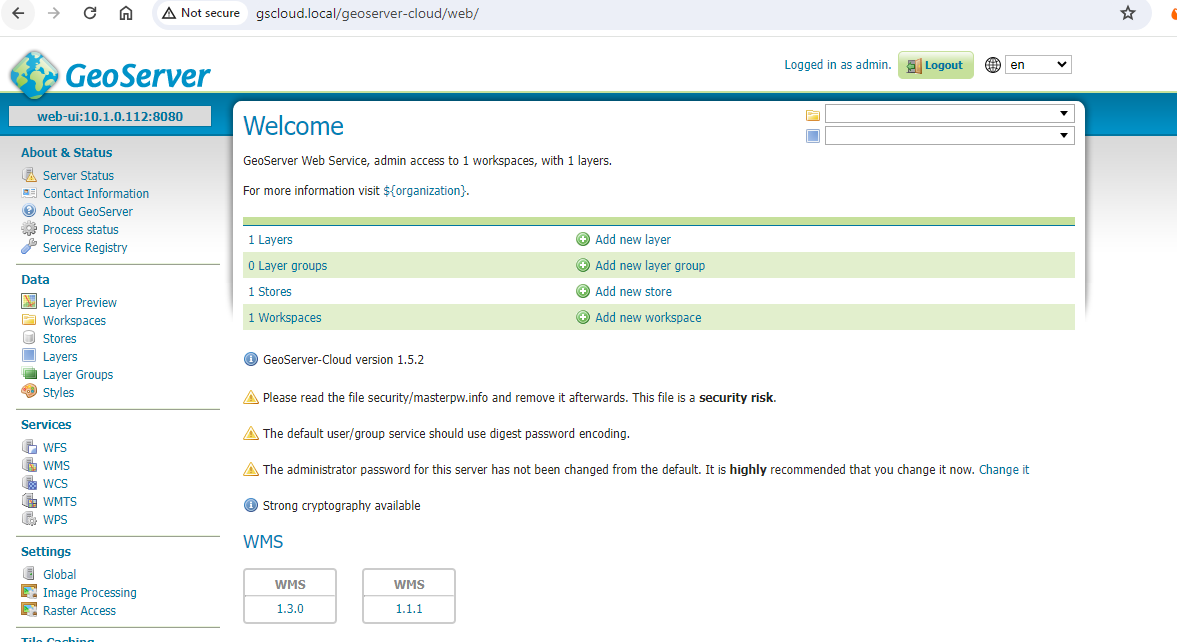 Not secure gscloud.local/geoserver-cloud/web/
GeoServer
Logged in as admin. Logout en
web-ui:10.1.0.112:8080
About & Status
Server Status
Contact Information
About GeoServer
Process status
Service Registry
Data
Layer Preview
Workspaces
Stores
Layers
Layer Groups
Styles
Services
WFS
WMS
WCS
WMTS
WPS
Settings
Global
Image Processing
Raster Access
Tile Caching
Welcome
GeoServer Web Service, admin access to 1 workspaces, with 1 layers.
For more information visit ${organization}.
1 Layers Add new layer
0 Layer groups Add new layer group
1 Stores Add new store
1 Workspaces Add new workspace
GeoServer-Cloud version 1.5.2
Please read the file security/masterpw.info and remove it afterwards. This file is a security risk.
The default user/group service should use digest password encoding.
The administrator password for this server has not been changed from the default. It is highly recommended that you change it now. Change it
Strong cryptography available
WMS
WMS WMS
1.3.0 1.1.1